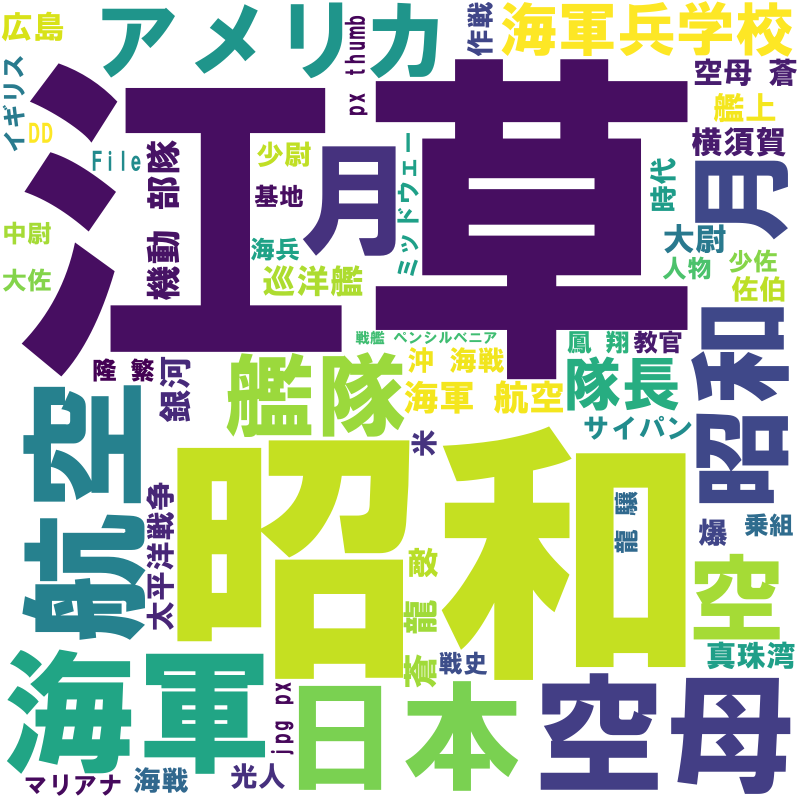 広島
アメリカ
px thumb
作戦
海軍兵学校
イギリス
DD
File
機動 部隊
少尉
基地
月
ミッドウェー
江草
空母 蒼
艦上
横須賀
時代
月
大尉
中尉
大佐
海兵
巡洋艦
人物
少佐
佐伯
戦艦 ペンシルベニア
鳳 翔
教官
隆 繁
銀河
艦隊
沖 海戦
海軍 航空
隊長
昭和
サイパン
航空
昭和
米
太平洋戦争
龍 驤
爆
乗組
敵
蒼 龍
空
戦史
真珠湾
海軍
jpg px
日本
空母
マリアナ
海戦
光人